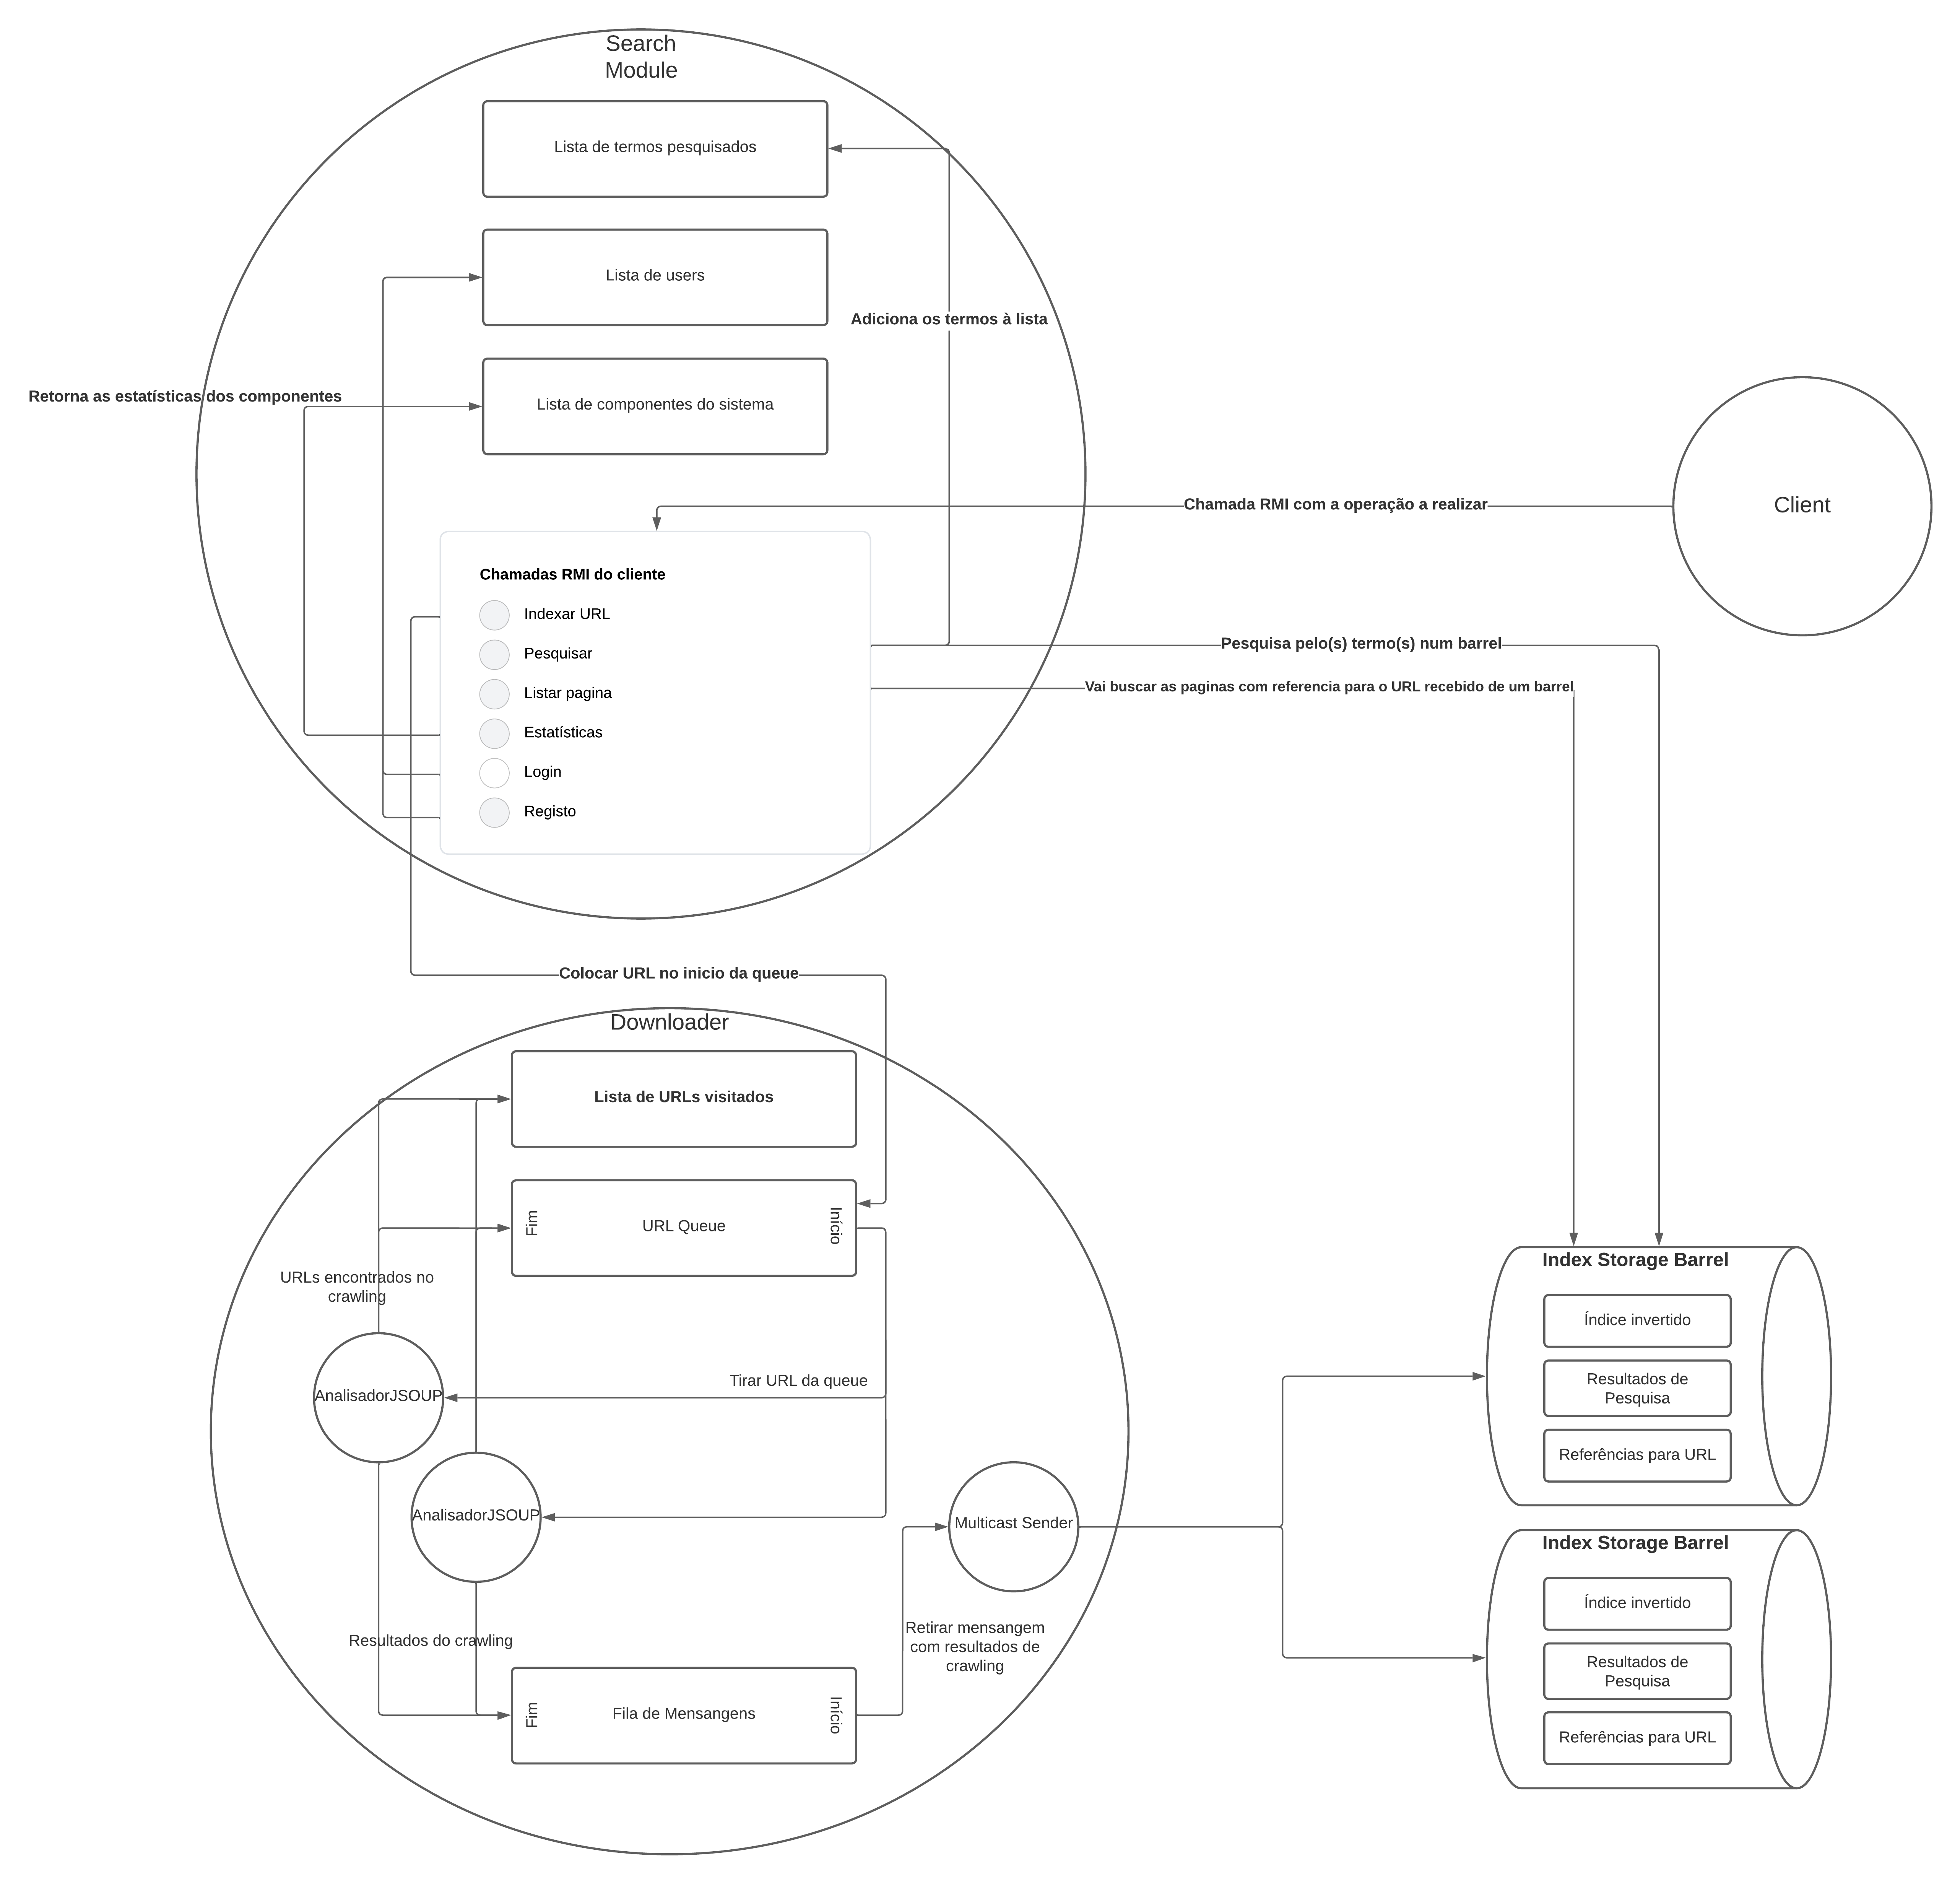 Search
Module
Lista de termos pesquisados
Lista de users
Adiciona os termos à lista
Retorna as estatísticas dos componentes
Lista de componentes do sistema
Chamada RMI com a operação a realizar
Client
Chamadas RMI do cliente
Indexar URL
Pesquisar
Listar pagina
Estatísticas
Login
Registo
Pesquisa pelo(s) termo(s) num barrel
Vai buscar as paginas com referencia para o URL recebido de um barrel
Colocar URL no inicio da queue
Downloader
Lista de URLs visitados
Fim
URL Queue
Início
URLs encontrados no
crawling
Tirar URL da queue
AnalisadorJSOUP
AnalisadorJSOUP
Multicast Sender
Resultados do crawling
Retirar mensangem
com resultados de
crawling
Fim
Fila de Mensangens
Início
Index Storage Barrel
Índice invertido
Resultados de
Pesquisa
Referências para URL
Index Storage Barrel
Índice invertido
Resultados de
Pesquisa
Referências para URL